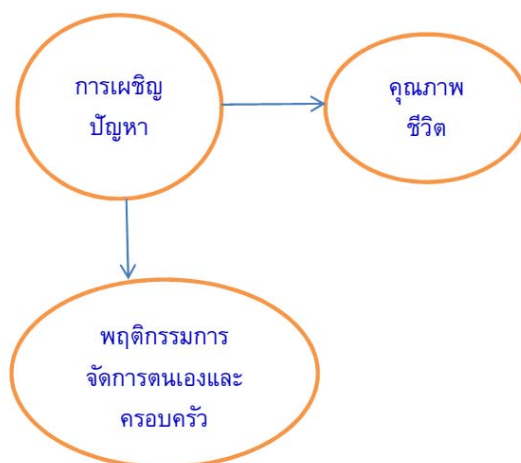 การเผชิญ
ปัญหา
คุณภาพ
ชีวิต
พฤติกรรมการ
จัดการตนเองและ
ครอบครัว